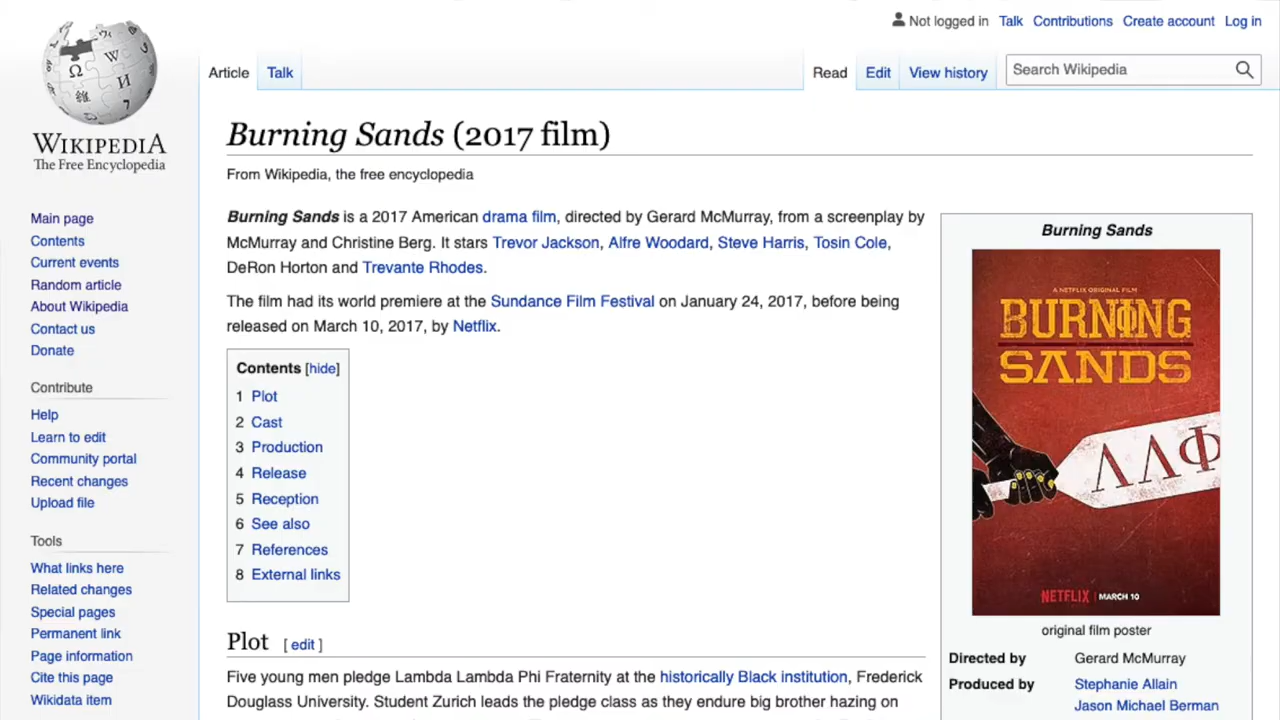 Not logged in Talk Contributions Create account Log in
Article Talk Read Edit View history Search Wikipedia
WIKIPEDIA
The Free Encyclopedia
Main page
Contents
Current events
Random article
About Wikipedia
Contact us
Donate
Contribute
Help
Learn to edit
Community portal
Recent changes
Upload file
Tools
What links here
Related changes
Special pages
Permanent link
Page information
Cite this page
Wikidata item
Burning Sands (2017 film)
From Wikipedia, the free encyclopedia
Burning Sands is a 2017 American drama film, directed by Gerard McMurray, from a screenplay by
McMurray and Christine Berg. It stars Trevor Jackson, Alfre Woodard, Steve Harris, Tosin Cole,
DeRon Horton and Trevante Rhodes.
The film had its world premiere at the Sundance Film Festival on January 24, 2017, before being
released on March 10, 2017, by Netflix.
Contents [hide]
1 Plot
2 Cast
3 Production
4 Release
5 Reception
6 See also
7 References
8 External links
Plot [ edit ]
Five young men pledge Lambda Lambda Phi Fraternity at the historically Black institution, Frederick
Douglass University. Student Zurich leads the pledge class as they endure big brother hazing on
Burning Sands
A NETFLIX ORIGINAL FILM
BURNING
SANDS
ΛΛΦ
NETFLIX | MARCH 10
original film poster
Directed by Gerard McMurray
Produced by Stephanie Allain
Jason Michael Berman